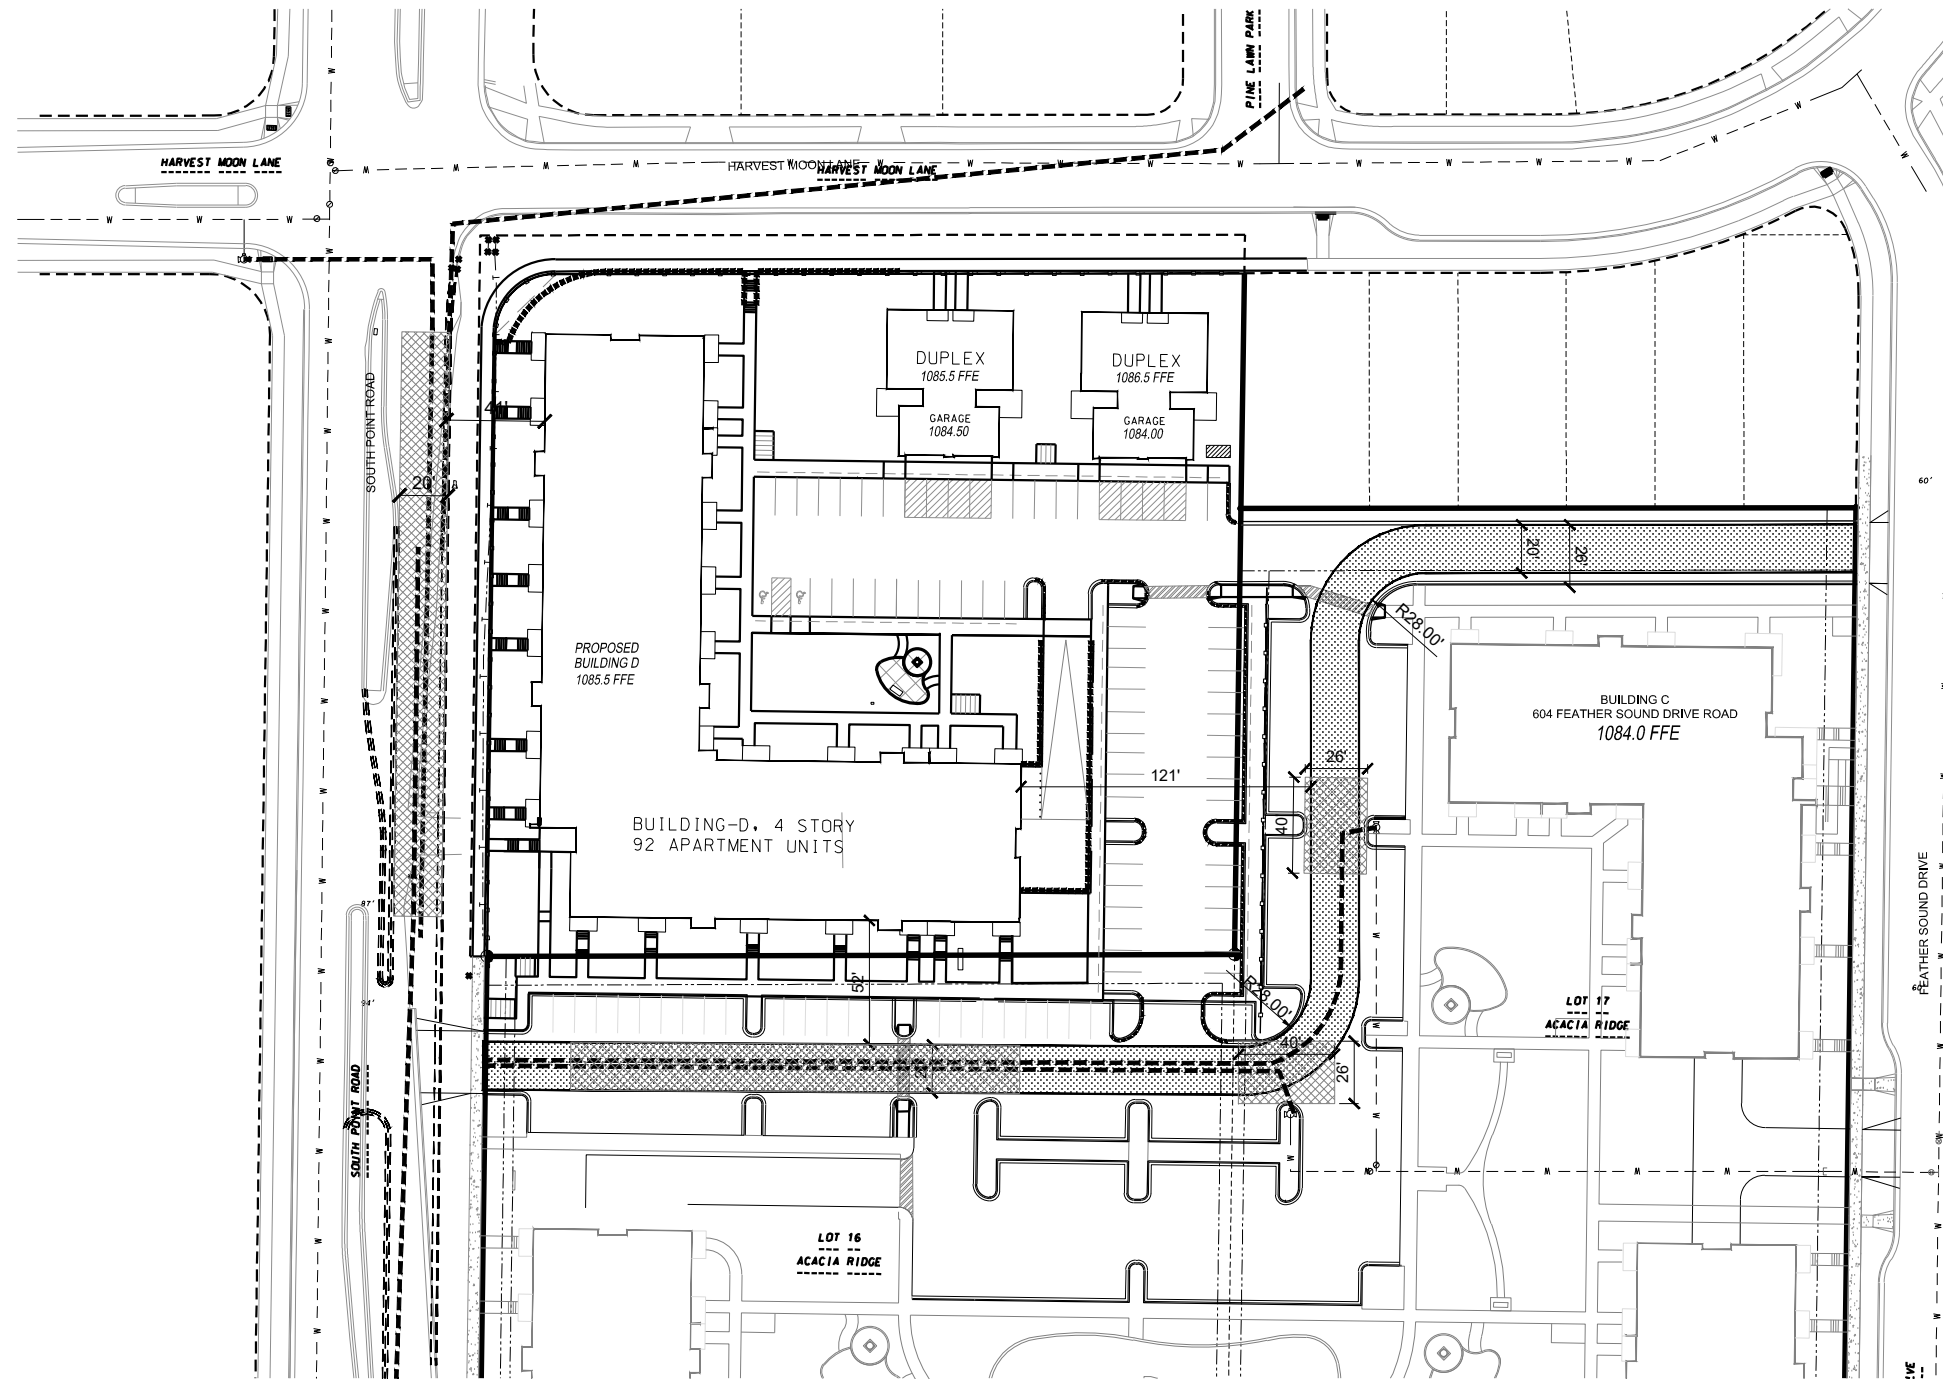 PINE LAWN PARK
HARVEST MOON LANE
HARVEST MOON LANE
HARVEST MOON LANE
DUPLEX
1085.5 FFE
GARAGE
1084.50
DUPLEX
1086.5 FFE
GARAGE
1084.00
SOUTH POINT ROAD
20'
20'
26'
60'
R28.00'
PROPOSED
BUILDING D
1085.5 FFE
BUILDING C
604 FEATHER SOUND DRIVE ROAD
1084.0 FFE
26'
121'
40'
BUILDING-D, 4 STORY
92 APARTMENT UNITS
87'
94'
52'
R28.00'
40'
26'
FEATHER SOUND DRIVE
LOT 17
ACACIA RIDGE
SOUTH POINT ROAD
LOT 16
ACACIA RIDGE